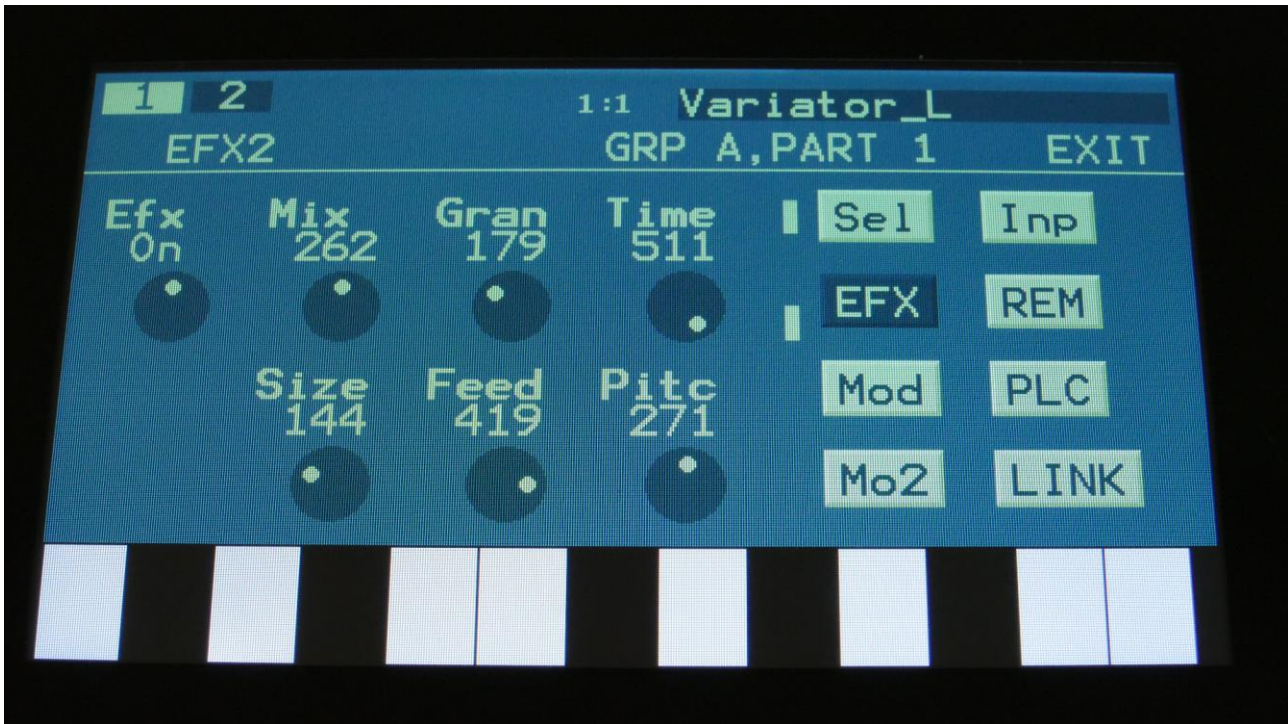 1 2 1:1 Variator_L
EFX2 GRP A,PART 1 EXIT
Efx Mix Gran Time Sel Inp
On 262 179 511
EFX REM
Size Feed Pitc Mod PLC
144 419 271
Mo2 LINK